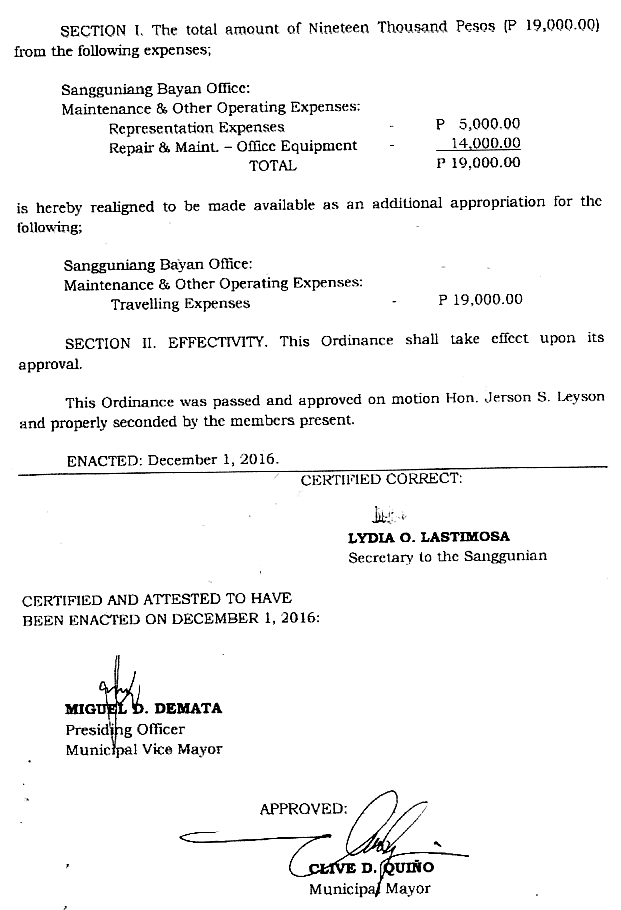 SECTION I. The total amount of Nineteen Thousand Pesos (P 19,000.00)
from the following expenses;
Sangguniang Bayan Office:
Maintenance & Other Operating Expenses:
Representation Expenses - P 5,000.00
Repair & Maint. – Office Equipment - 14,000.00
TOTAL P 19,000.00
is hereby realigned to be made available as an additional appropriation for the
following;
Sangguniang Bayan Office:
Maintenance & Other Operating Expenses:
Travelling Expenses - P 19,000.00
SECTION II. EFFECTIVITY. This Ordinance shall take effect upon its
approval.
This Ordinance was passed and approved on motion Hon. Jerson S. Leyson
and properly seconded by the members present.
ENACTED: December 1, 2016.
CERTIFIED CORRECT:
LYDIA O. LASTIMOSA
Secretary to the Sanggunian
CERTIFIED AND ATTESTED TO HAVE
BEEN ENACTED ON DECEMBER 1, 2016:
MIGUEL D. DEMATA
Presiding Officer
Municipal Vice Mayor
APPROVED:
CLIVE D. QUIÑO
Municipal Mayor